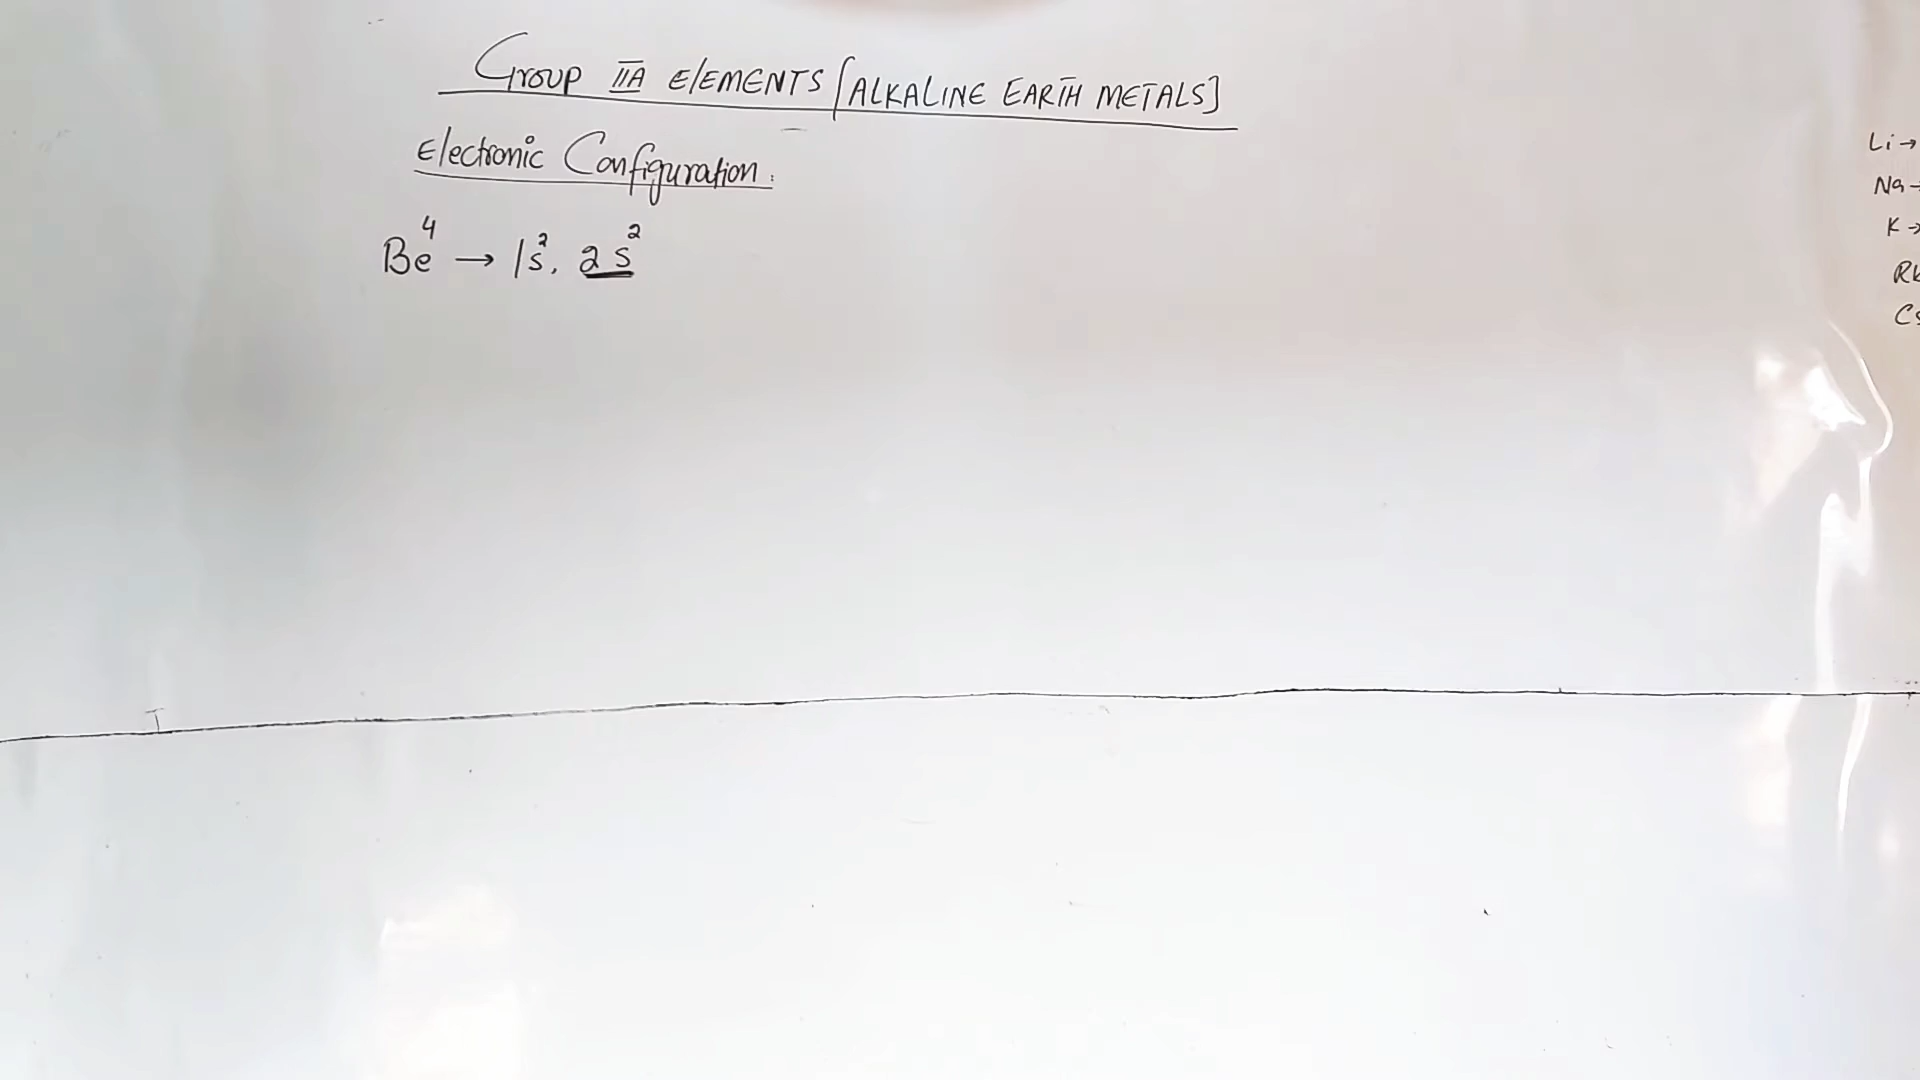 Group IIA ElEMENTS [ALKALINE EARTH METALS]
Electronic Configuration.
Be⁴ → 1s², 2s²
Li →
Na -
K →